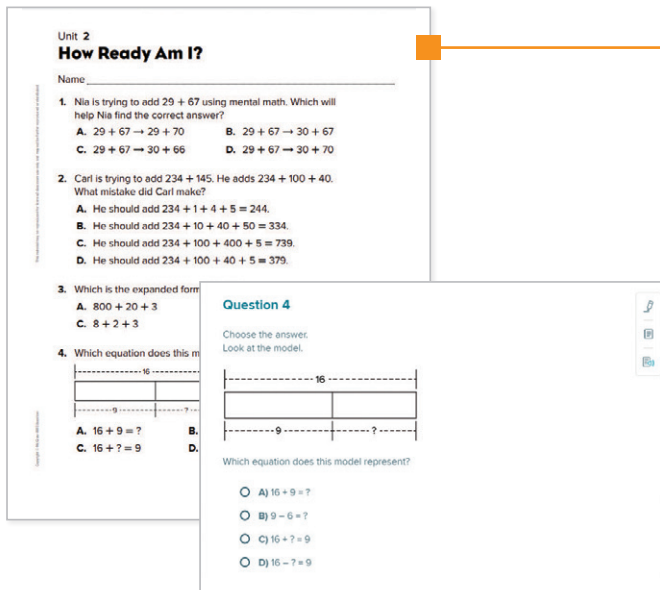 Unit 2
How Ready Am I?
Name
1. Nia is trying to add 29 + 67 using mental math. Which will
help Nia find the correct answer?
A. 29 + 67 → 29 + 70 B. 29 + 67 → 30 + 67
C. 29 + 67 → 30 + 66 D. 29 + 67 → 30 + 70
2. Carl is trying to add 234 + 145. He adds 234 + 100 + 40.
What mistake did Carl make?
A. He should add 234 + 1 + 4 + 5 = 244.
B. He should add 234 + 10 + 40 + 50 = 334.
C. He should add 234 + 100 + 400 + 5 = 739.
D. He should add 234 + 100 + 40 + 5 = 379.
3. Which is the expanded form
A. 800 + 20 + 3
C. 8 + 2 + 3
4. Which equation does this m
16
9 ?
A. 16 + 9 = ? B.
C. 16 + ? = 9 D.
Question 4
Choose the answer.
Look at the model.
16
9 ?
Which equation does this model represent?
A) 16 + 9 = ?
B) 9 – 6 = ?
C) 16 + ? = 9
D) 16 – ? = 9